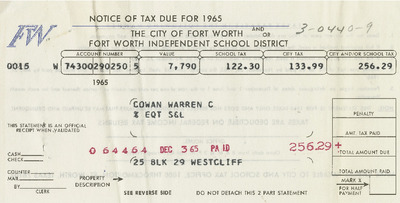 NOTICE OF TAX DUE FOR 1965
FW
THE CITY OF FORT WORTH AND/OR
FORT WORTH INDEPENDENT SCHOOL DISTRICT
3-0440-9
ACCOUNT NUMBER VALUE SCHOOL TAX CITY TAX CITY AND/OR SCHOOL TAX
0015 W 74300290250 5 7,790 122.30 133.99 256.29
1965
COWAN WARREN C
% EQT S&L
PENALTY
THIS STATEMENT IS AN OFFICIAL
RECEIPT WHEN VALIDATED
AMT. TAX PAID
064464 DEC 3 65 PAID 256.29+
TOTAL AMOUNT DUE
CASH
CHECK
25 BLK 29 WESTCLIFF
COUNTER
MAIL
TOTAL AMOUNT PAID
PROPERTY
DESCRIPTION
MARK X
FOR HALF
PAYMENT
BY
CLERK
SEE REVERSE SIDE DO NOT DETACH THIS 2 PART STATEMENT